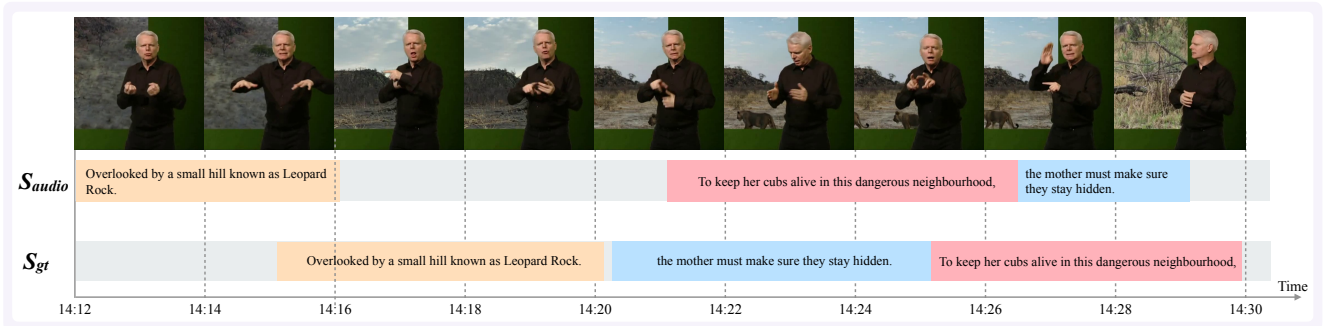 S_audio
Overlooked by a small hill known as Leopard
Rock.
To keep her cubs alive in this dangerous neighbourhood,
the mother must make sure
they stay hidden.
S_gt
Overlooked by a small hill known as Leopard Rock.
the mother must make sure they stay hidden.
To keep her cubs alive in this dangerous neighbourhood,
Time
14:12 14:14 14:16 14:18 14:20 14:22 14:24 14:26 14:28 14:30